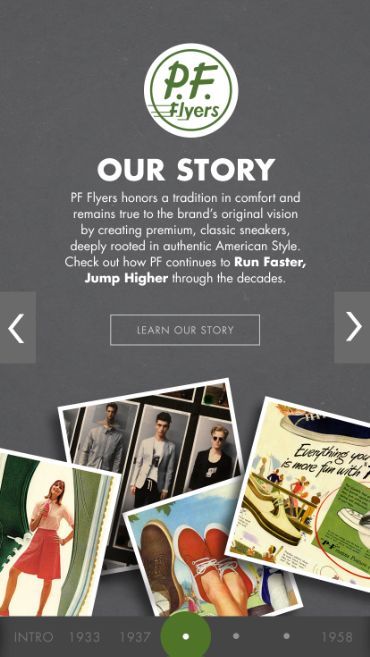 P.F.
Flyers
OUR STORY
PF Flyers honors a tradition in comfort and
remains true to the brand's original vision
by creating premium, classic sneakers,
deeply rooted in authentic American Style.
Check out how PF continues to Run Faster,
Jump Higher through the decades.
LEARN OUR STORY
Everything you
is more fun with
P-F
INTRO 1933 1937 1958